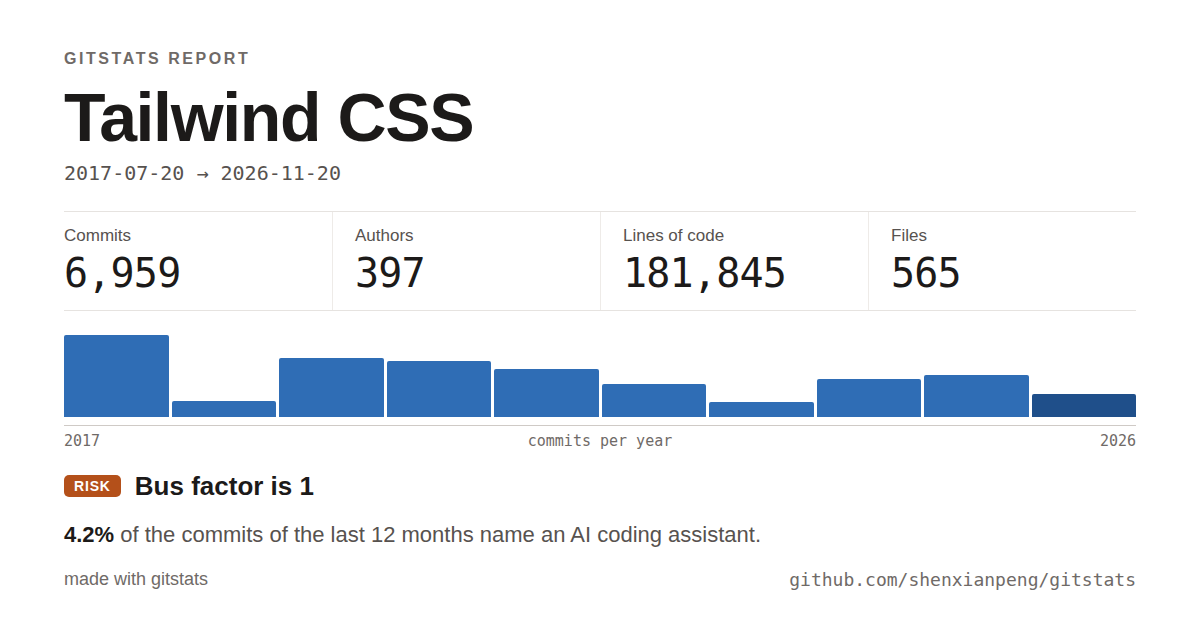 GITSTATS REPORT
Tailwind CSS
2017-07-20 → 2026-11-20
Commits
6,959
Authors
397
Lines of code
181,845
Files
565
2017
commits per year
2026
RISK Bus factor is 1
4.2% of the commits of the last 12 months name an AI coding assistant.
made with gitstats
github.com/shenxianpeng/gitstats